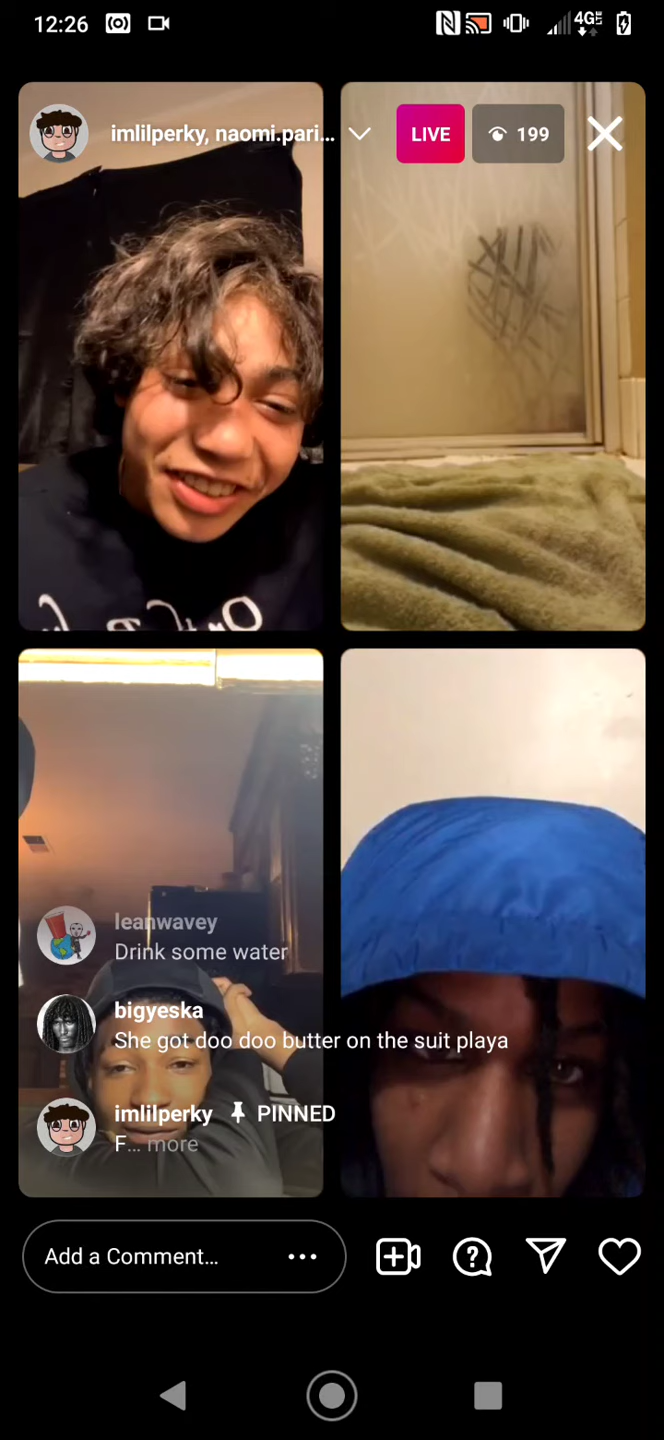 12:26
4G LTE
imlilperky, naomi.pari...
LIVE
199
leanwavey
Drink some water
bigyeska
She got doo doo butter on the suit playa
imlilperky PINNED
F... more
Add a Comment...